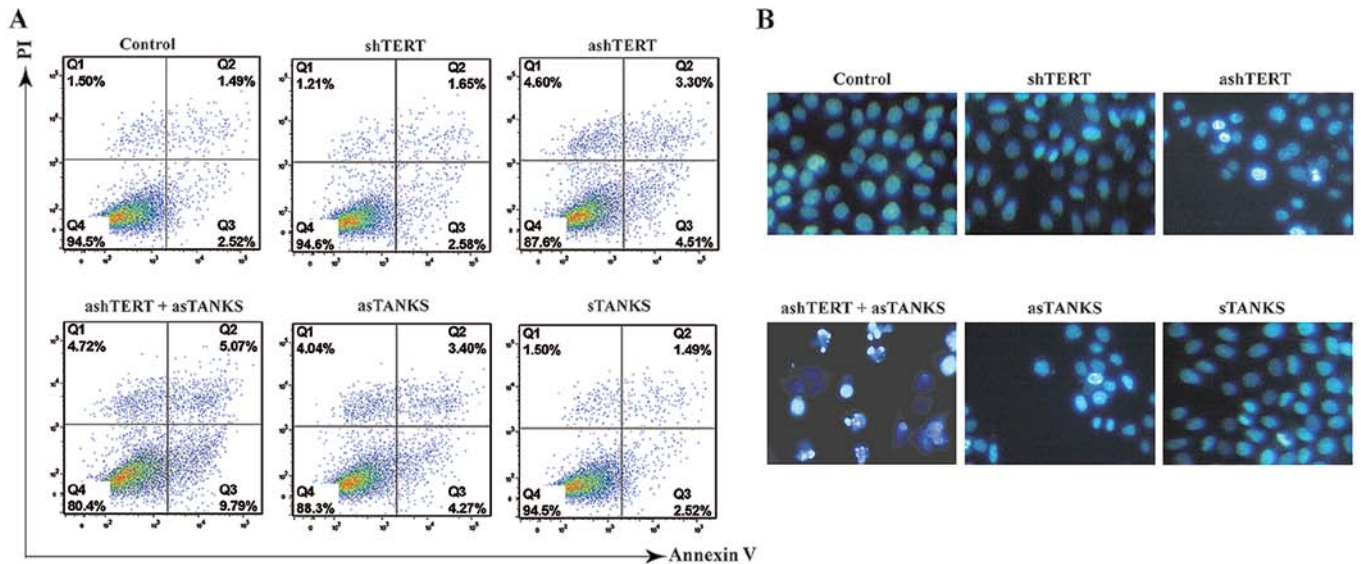 A
B
PI
Control
shTERT
ashTERT
Q1
1.50%
Q2
1.49%
Q4
94.5%
Q3
2.52%
Q1
1.21%
Q2
1.65%
Q4
94.6%
Q3
2.58%
Q1
4.60%
Q2
3.30%
Q4
87.6%
Q3
4.51%
ashTERT + asTANKS
asTANKS
sTANKS
Q1
4.72%
Q2
5.07%
Q4
80.4%
Q3
9.79%
Q1
4.04%
Q2
3.40%
Q4
88.3%
Q3
4.27%
Q1
1.50%
Q2
1.49%
Q4
94.5%
Q3
2.52%
Annexin V
Control
shTERT
ashTERT
ashTERT + asTANKS
asTANKS
sTANKS